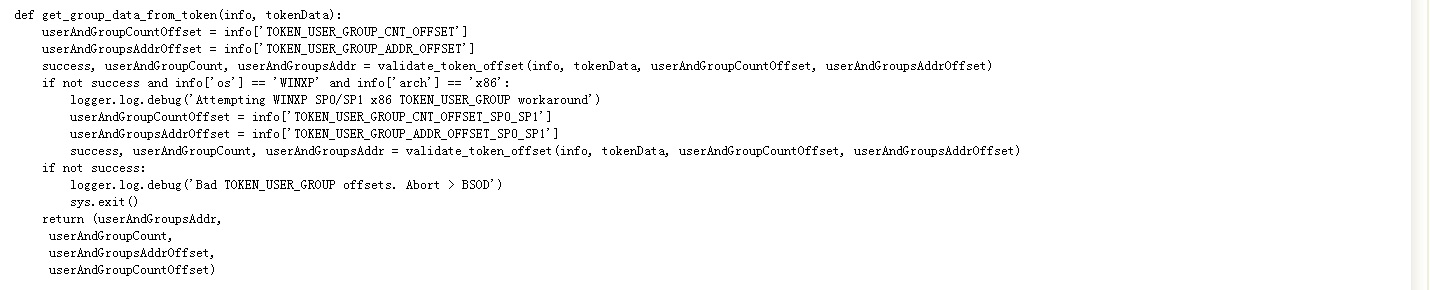 def get_group_data_from_token(info, tokenData):
    userAndGroupCountOffset = info['TOKEN_USER_GROUP_CNT_OFFSET']
    userAndGroupsAddrOffset = info['TOKEN_USER_GROUP_ADDR_OFFSET']
    success, userAndGroupCount, userAndGroupsAddr = validate_token_offset(info, tokenData, userAndGroupCountOffset, userAndGroupsAddrOffset)
    if not success and info['os'] == 'WINXP' and info['arch'] == 'x86':
        logger.log.debug('Attempting WINXP SP0/SP1 x86 TOKEN_USER_GROUP workaround')
        userAndGroupCountOffset = info['TOKEN_USER_GROUP_CNT_OFFSET_SP0_SP1']
        userAndGroupsAddrOffset = info['TOKEN_USER_GROUP_ADDR_OFFSET_SP0_SP1']
        success, userAndGroupCount, userAndGroupsAddr = validate_token_offset(info, tokenData, userAndGroupCountOffset, userAndGroupsAddrOffset)
    if not success:
        logger.log.debug('Bad TOKEN_USER_GROUP offsets. Abort > BSOD')
        sys.exit()
    return (userAndGroupsAddr,
     userAndGroupCount,
     userAndGroupsAddrOffset,
     userAndGroupCountOffset)